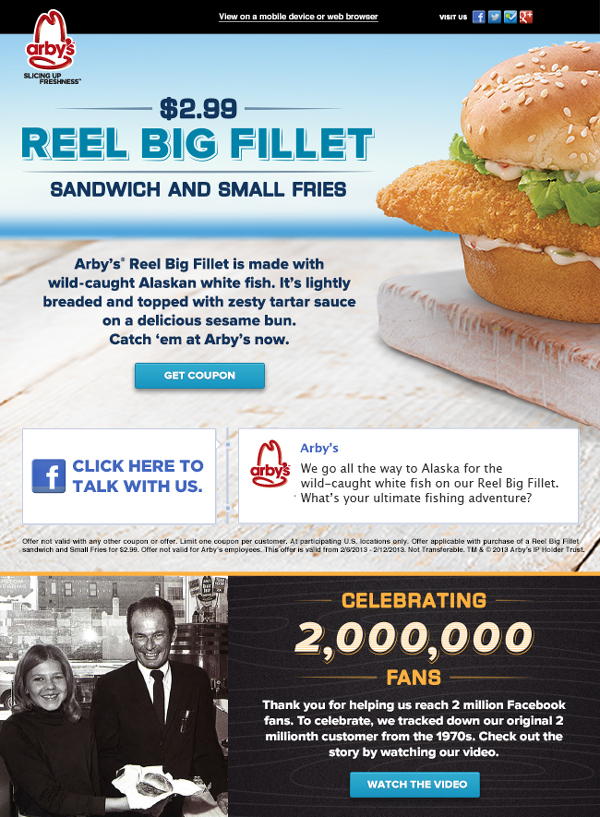 View on a mobile device or web browser
VISIT US
arby's
SLICING UP
FRESHNESS™
$2.99
REEL BIG FILLET
SANDWICH AND SMALL FRIES
Arby's® Reel Big Fillet is made with
wild-caught Alaskan white fish. It's lightly
breaded and topped with zesty tartar sauce
on a delicious sesame bun.
Catch 'em at Arby's now.
GET COUPON
f CLICK HERE TO
TALK WITH US.
arby's
Arby's
We go all the way to Alaska for the
wild-caught white fish on our Reel Big Fillet.
What's your ultimate fishing adventure?
Offer not valid with any other coupon or offer. Limit one coupon per customer. At participating U.S. locations only. Offer applicable with purchase of a Reel Big Fillet
sandwich and Small Fries for $2.99. Offer not valid for Arby's employees. This offer is valid from 2/6/2013 - 2/12/2013. Not Transferable. TM & © 2013 Arby's IP Holder Trust.
CELEBRATING
2,000,000
FANS
Thank you for helping us reach 2 million Facebook
fans. To celebrate, we tracked down our original 2
millionth customer from the 1970s. Check out the
story by watching our video.
WATCH THE VIDEO